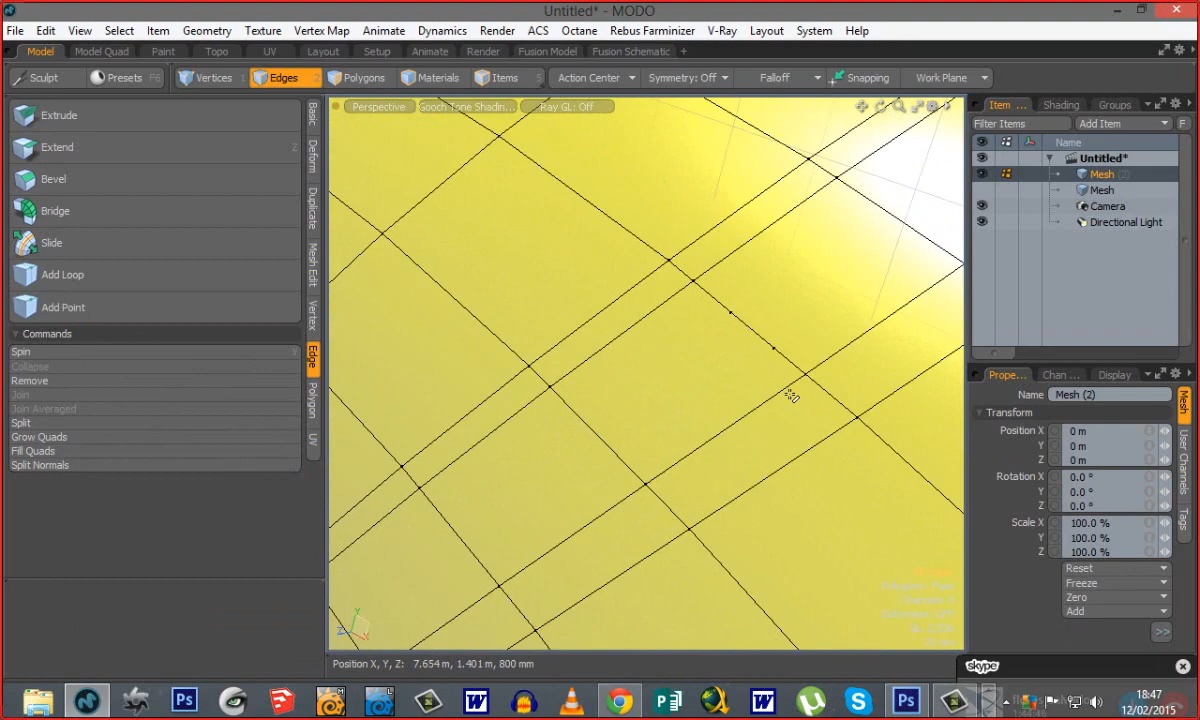 Untitled* - MODO
File Edit View Select Item Geometry Texture Vertex Map Animate Dynamics Render ACS Octane Rebus Farminizer V-Ray Layout System Help
Model Model Quad Paint Topo UV Layout Setup Animate Render Fusion Model Fusion Schematic +
Sculpt Presets F6 Vertices 1 Edges 2 Polygons Materials Items 5 Action Center Symmetry: Off Falloff Snapping Work Plane
Extrude
Extend Z
Bevel
Bridge
Slide
Add Loop
Add Point
Commands
Spin V
Collapse
Remove
Join
Join Averaged
Split
Grow Quads
Fill Quads
Split Normals
Basic
Deform
Duplicate
Mesh Edit
Vertex
Edge
Polygon
UV
Perspective Gooch Tone Shadin... Ray GL: Off
Y
Z X
Position X, Y, Z: 7.654 m, 1.401 m, 800 mm
Item ... Shading Groups
Filter Items Add Item F
Name
Untitled*
Mesh (2)
Mesh
Camera
Directional Light
Prope... Chan ... Display
Name Mesh (2)
Transform
Position X 0 m
Y 0 m
Z 0 m
Rotation X 0.0 °
Y 0.0 °
Z 0.0 °
Scale X 100.0 %
Y 100.0 %
Z 100.0 %
Reset
Freeze
Zero
Add
>>
Mesh
User Channels
Tags
skype
Ps W W Ps
18:47
12/02/2015